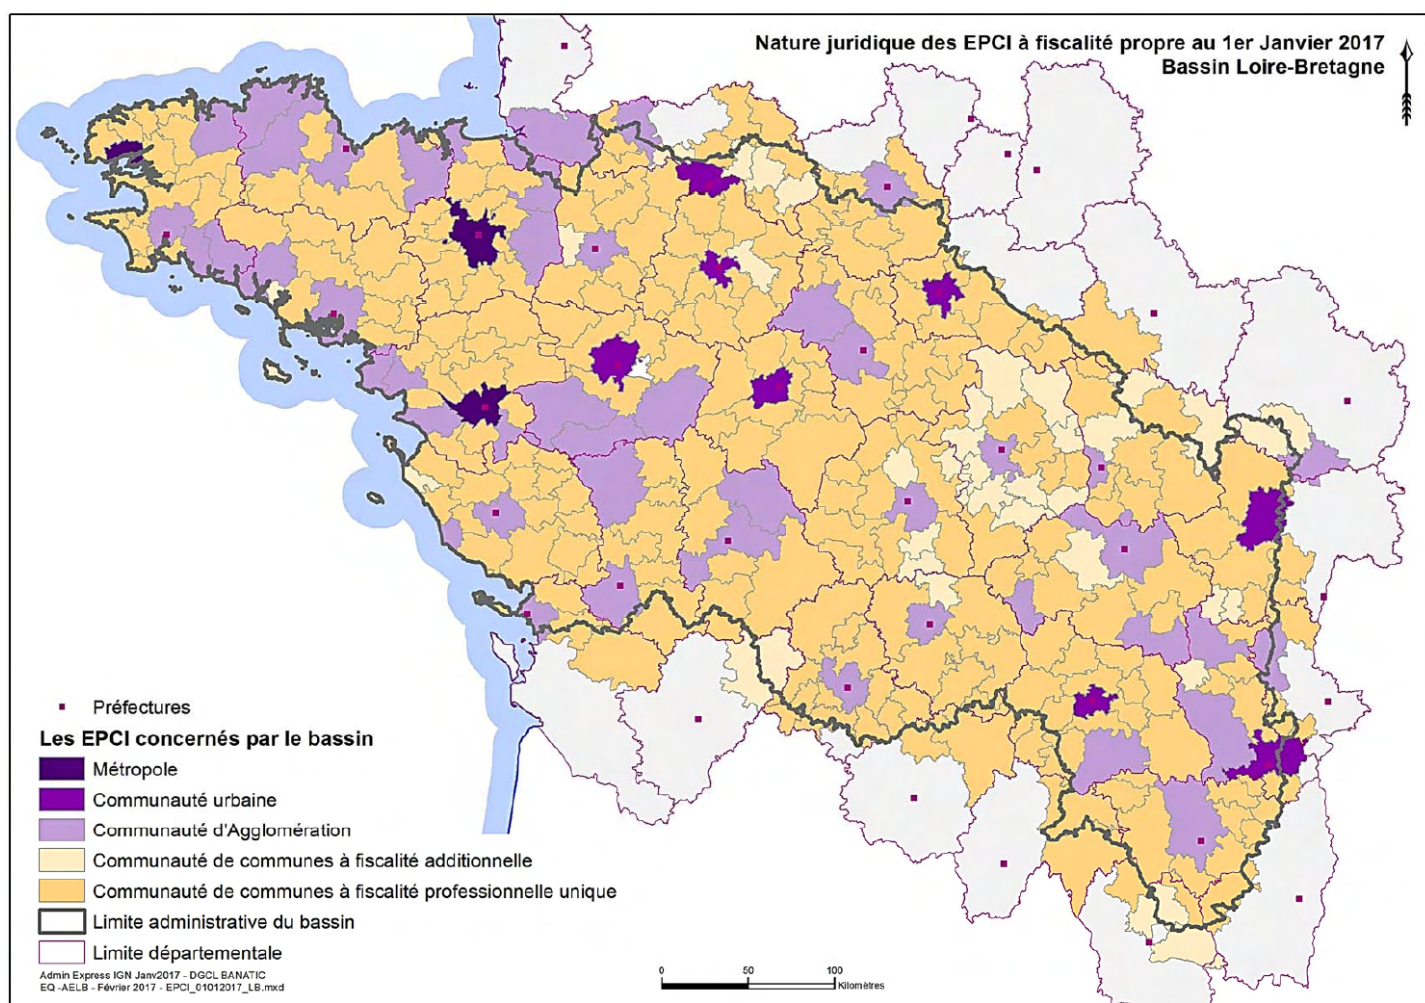 Nature juridique des EPCI à fiscalité propre au 1er Janvier 2017
Bassin Loire-Bretagne
Préfectures
Les EPCI concernés par le bassin
Métropole
Communauté urbaine
Communauté d'Agglomération
Communauté de communes à fiscalité additionnelle
Communauté de communes à fiscalité professionnelle unique
Limite administrative du bassin
Limite départementale
Admin Express IGN Janv2017 - DGCL BANATIC
EQ -AELB - Février 2017 - EPCI_01012017_LB.mxd
0 50 100
Kilomètres